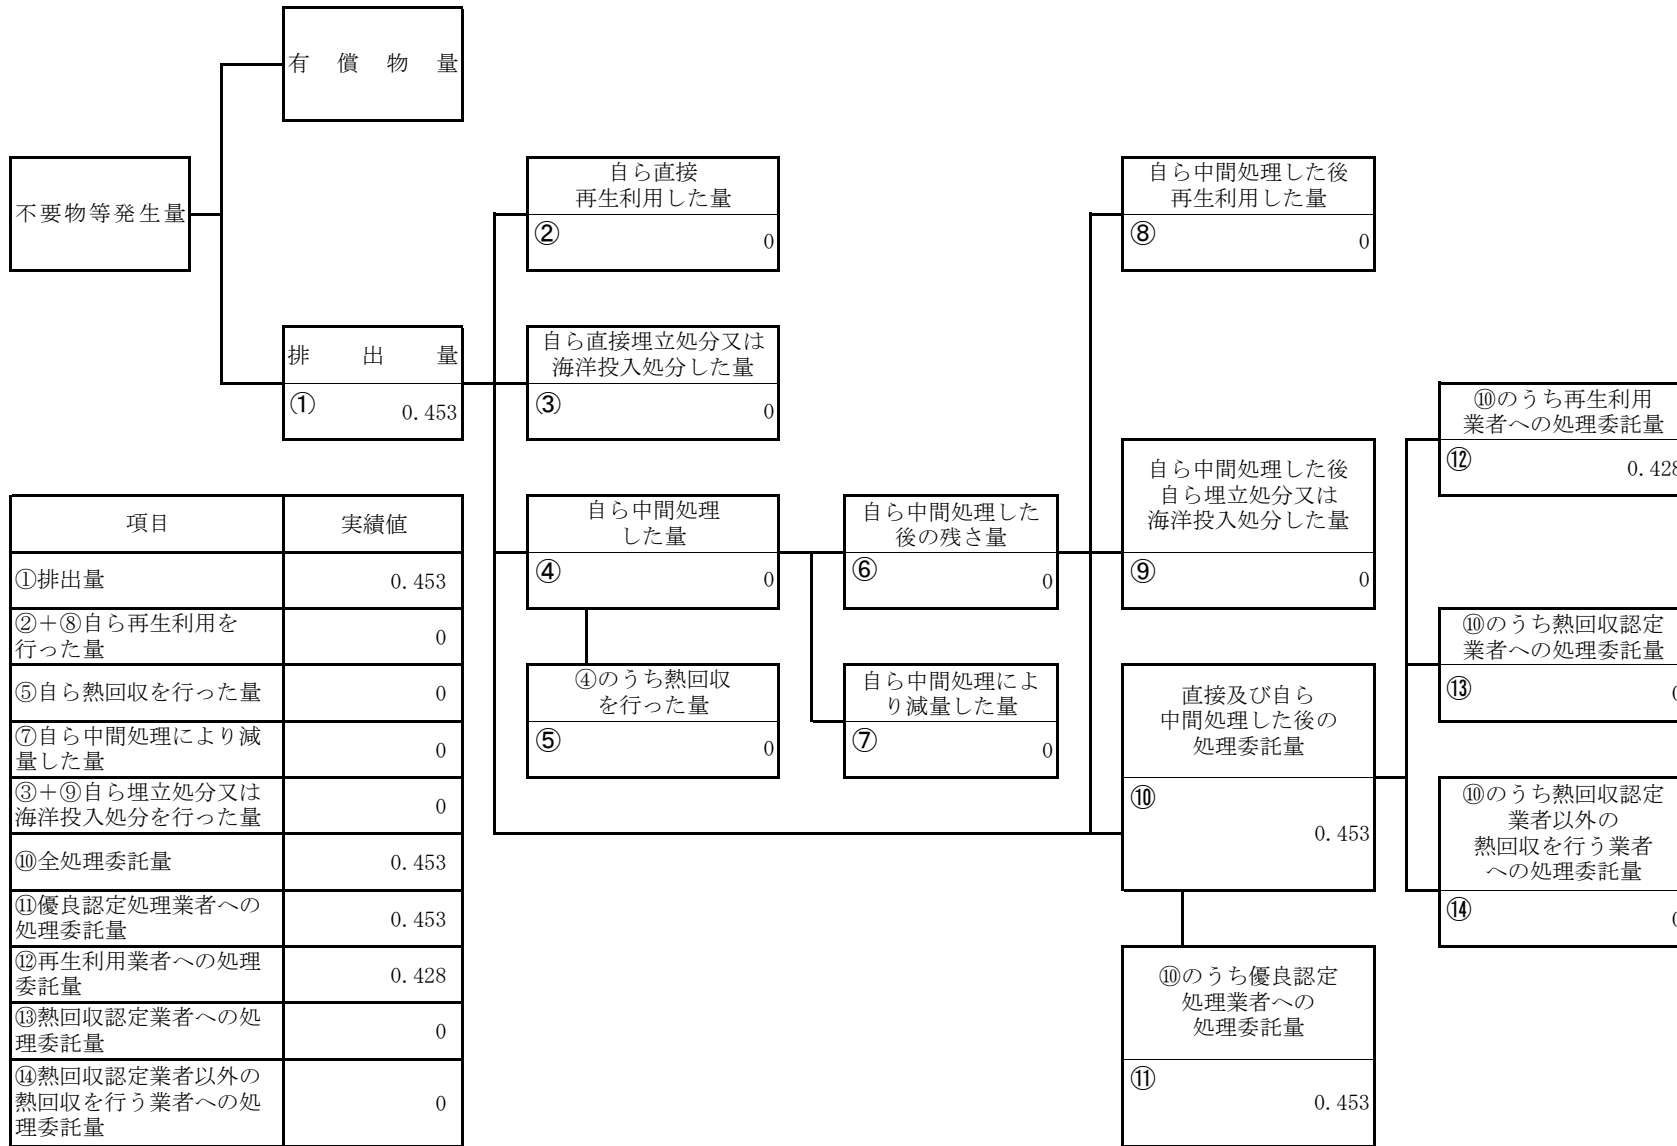 有償物量
不要物等発生量
排出量
① 0.453
自ら直接
再生利用した量
② 0
自ら直接埋立処分又は
海洋投入処分した量
③ 0
自ら中間処理
した量
④ 0
④のうち熱回収
を行った量
⑤ 0
自ら中間処理した
後の残さ量
⑥ 0
自ら中間処理によ
り減量した量
⑦ 0
自ら中間処理した後
再生利用した量
⑧ 0
自ら中間処理した後
自ら埋立処分又は
海洋投入処分した量
⑨ 0
直接及び自ら
中間処理した後の
処理委託量
⑩
0.453
⑩のうち優良認定
処理業者への
処理委託量
⑪
0.453
⑩のうち再生利用
業者への処理委託量
⑫ 0.428
⑩のうち熱回収認定
業者への処理委託量
⑬ 0
⑩のうち熱回収認定
業者以外の
熱回収を行う業者
への処理委託量
⑭ 0
項目 実績値
①排出量 0.453
②+⑧自ら再生利用を
行った量 0
⑤自ら熱回収を行った量 0
⑦自ら中間処理により減
量した量 0
③+⑨自ら埋立処分又は
海洋投入処分を行った量 0
⑩全処理委託量 0.453
⑪優良認定処理業者への
処理委託量 0.453
⑫再生利用業者への処理
委託量 0.428
⑬熱回収認定業者への処
理委託量 0
⑭熱回収認定業者以外の
熱回収を行う業者への処
理委託量 0